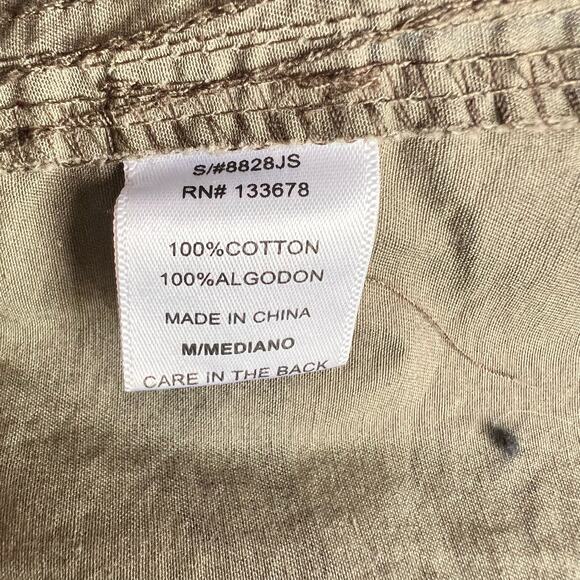 S/#8828JS
RN# 133678
100%COTTON
100%ALGODON
MADE IN CHINA
M/MEDIANO
CARE IN THE BACK